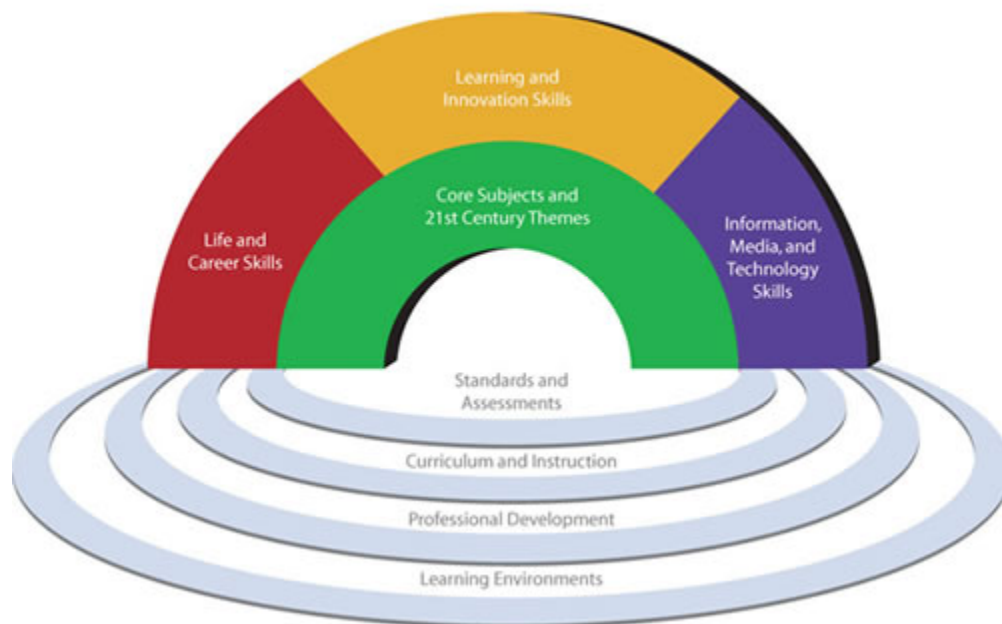 Learning and
Innovation Skills
Core Subjects and
21st Century Themes
Life and
Career Skills
Information,
Media, and
Technology
Skills
Standards and
Assessments
Curriculum and Instruction
Professional Development
Learning Environments